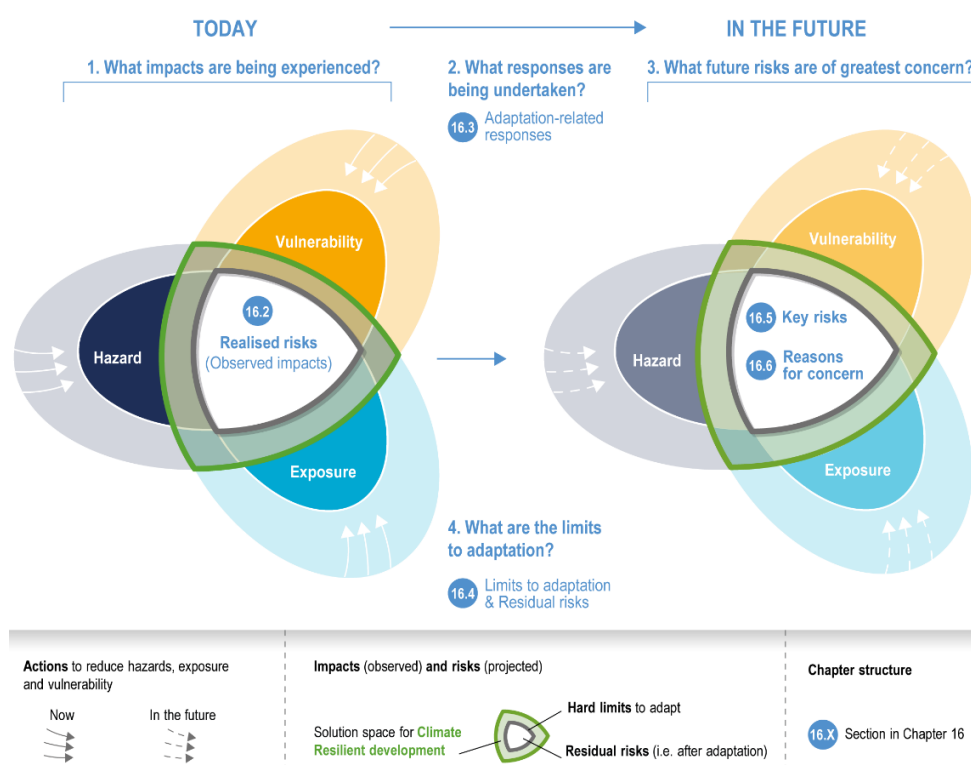 TODAY
IN THE FUTURE
1. What impacts are being experienced?
2. What responses are
being undertaken?
16.3 Adaptation-related
responses
3. What future risks are of greatest concern?
Vulnerability
Hazard
16.2
Realised risks
(Observed impacts)
Exposure
Vulnerability
Hazard
16.5 Key risks
16.6 Reasons
for concern
Exposure
4. What are the limits
to adaptation?
16.4 Limits to adaptation
& Residual risks
Actions to reduce hazards, exposure
and vulnerability
Now
In the future
Impacts (observed) and risks (projected)
Solution space for Climate
Resilient development
Hard limits to adapt
Residual risks (i.e. after adaptation)
Chapter structure
16.X Section in Chapter 16